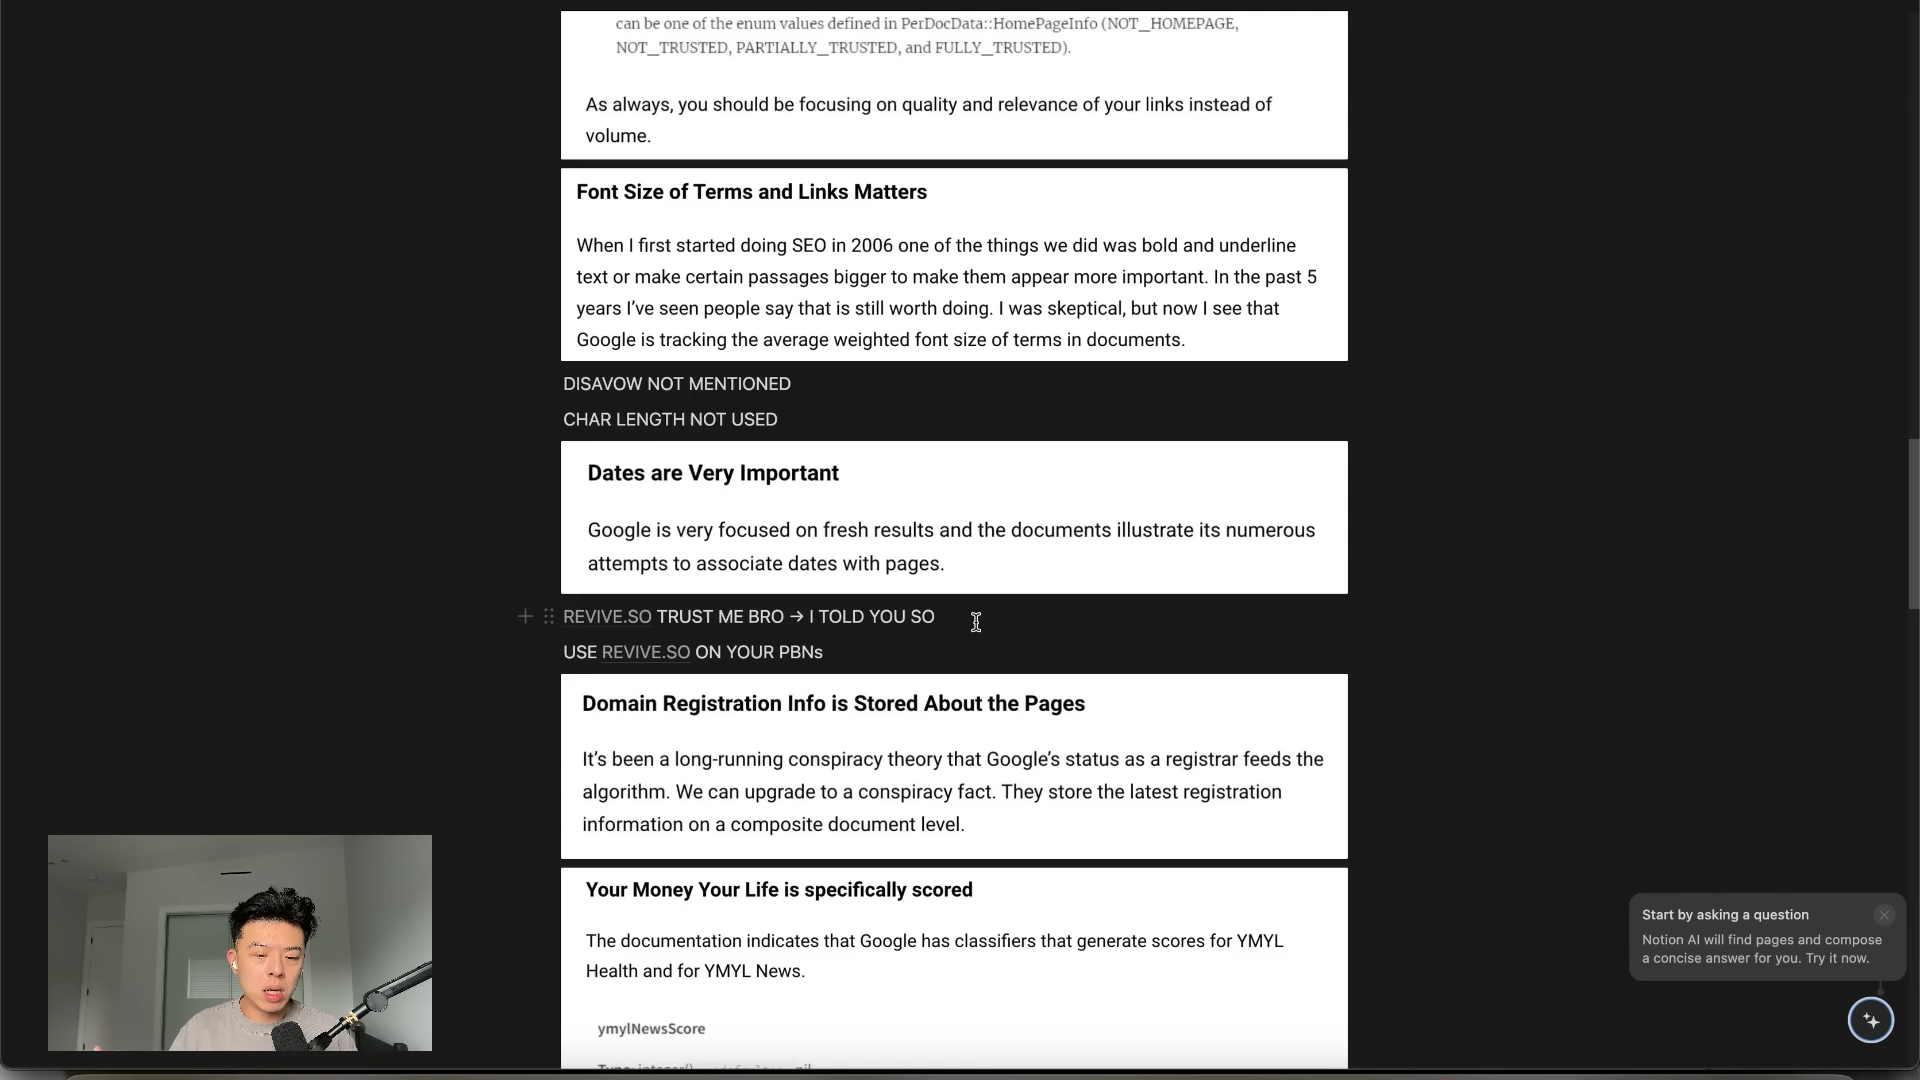 can be one of the enum values defined in PerDocData::HomePageInfo (NOT_HOMEPAGE,
NOT_TRUSTED, PARTIALLY_TRUSTED, and FULLY_TRUSTED).
As always, you should be focusing on quality and relevance of your links instead of
volume.
Font Size of Terms and Links Matters
When I first started doing SEO in 2006 one of the things we did was bold and underline
text or make certain passages bigger to make them appear more important. In the past 5
years I’ve seen people say that is still worth doing. I was skeptical, but now I see that
Google is tracking the average weighted font size of terms in documents.
DISAVOW NOT MENTIONED
CHAR LENGTH NOT USED
Dates are Very Important
Google is very focused on fresh results and the documents illustrate its numerous
attempts to associate dates with pages.
REVIVE.SO TRUST ME BRO → I TOLD YOU SO
USE REVIVE.SO ON YOUR PBNs
Domain Registration Info is Stored About the Pages
It’s been a long-running conspiracy theory that Google’s status as a registrar feeds the
algorithm. We can upgrade to a conspiracy fact. They store the latest registration
information on a composite document level.
Your Money Your Life is specifically scored
The documentation indicates that Google has classifiers that generate scores for YMYL
Health and for YMYL News.
ymylNewsScore
Start by asking a question
Notion AI will find pages and compose
a concise answer for you. Try it now.